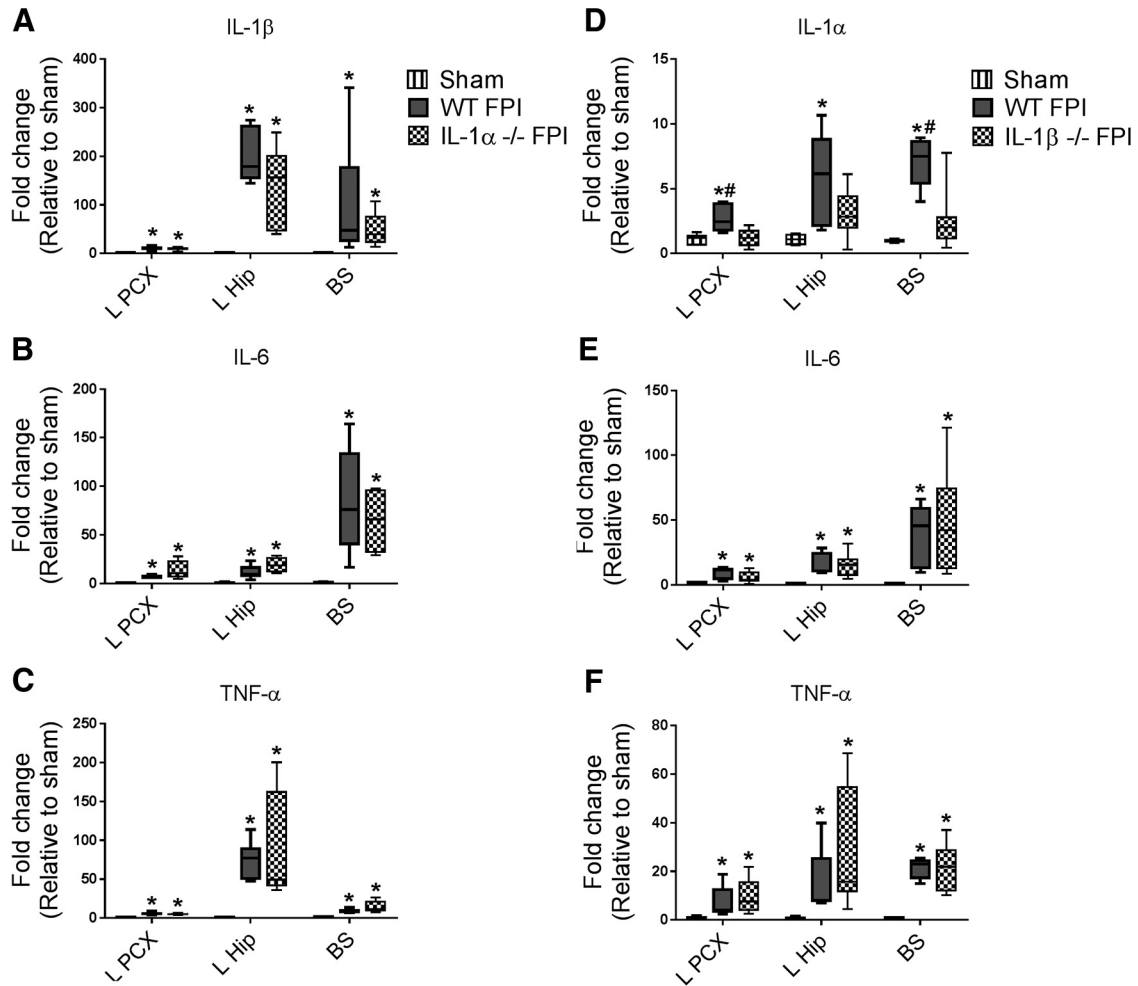 A
IL-1β
Fold change
(Relative to sham)
400
300
200
100
0
*
*
*
*
*
*
L PCX
L Hip
BS
Sham
WT FPI
IL-1α -/- FPI
D
IL-1α
Fold change
(Relative to sham)
15
10
5
0
*#
*
*#
L PCX
L Hip
BS
Sham
WT FPI
IL-1β -/- FPI
B
IL-6
Fold change
(Relative to sham)
200
150
100
50
0
*
*
*
*
*
*
L PCX
L Hip
BS
E
IL-6
Fold change
(Relative to sham)
150
100
50
0
*
*
*
*
*
*
L PCX
L Hip
BS
C
TNF-α
Fold change
(Relative to sham)
250
200
150
100
50
0
*
*
*
*
*
*
L PCX
L Hip
BS
F
TNF-α
Fold change
(Relative to sham)
80
60
40
20
0
*
*
*
*
*
*
L PCX
L Hip
BS